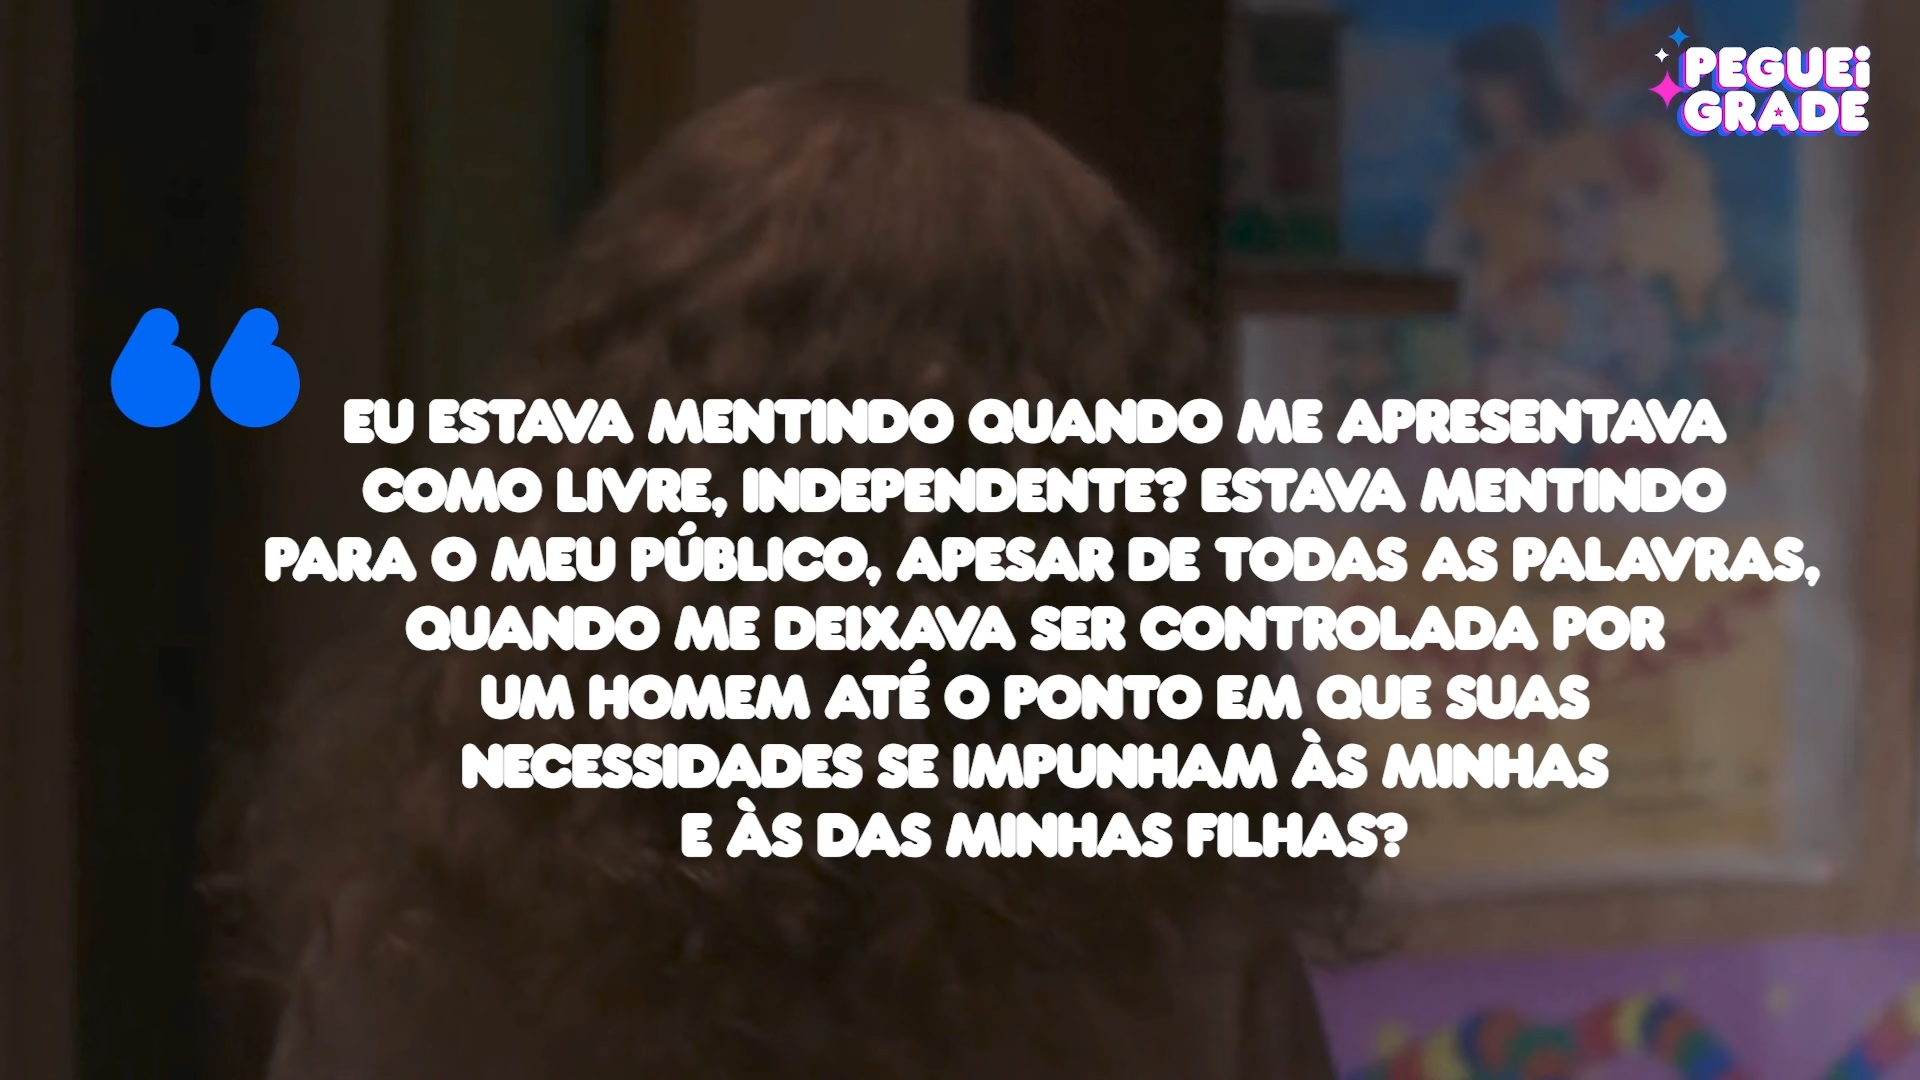 PEGUEi
GRADE
EU ESTAVA MENTINDO QUANDO ME APRESENTAVA
COMO LIVRE, INDEPENDENTE? ESTAVA MENTINDO
PARA O MEU PÚBLICO, APESAR DE TODAS AS PALAVRAS,
QUANDO ME DEIXAVA SER CONTROLADA POR
UM HOMEM ATÉ O PONTO EM QUE SUAS
NECESSIDADES SE IMPUNHAM ÀS MINHAS
E ÀS DAS MINHAS FILHAS?